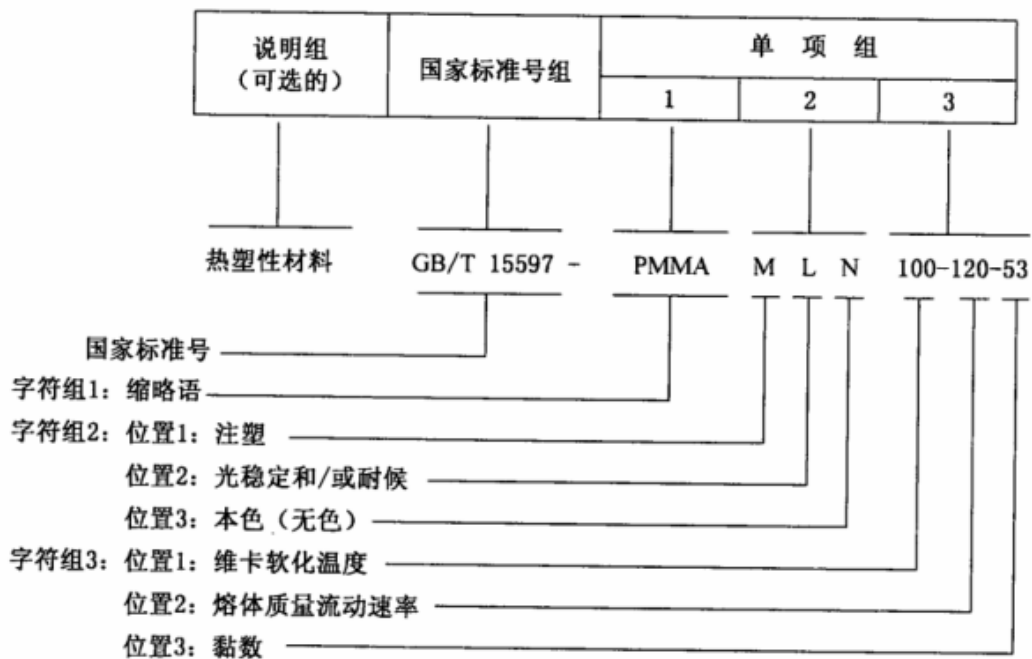 说明组
（可选的）
国家标准号组
单 项 组
1
2
3
热塑性材料 GB/T 15597 - PMMA M L N 100-120-53
国家标准号
字符组1：缩略语
字符组2：位置1：注塑
位置2：光稳定和/或耐候
位置3：本色（无色）
字符组3：位置1：维卡软化温度
位置2：熔体质量流动速率
位置3：黏数